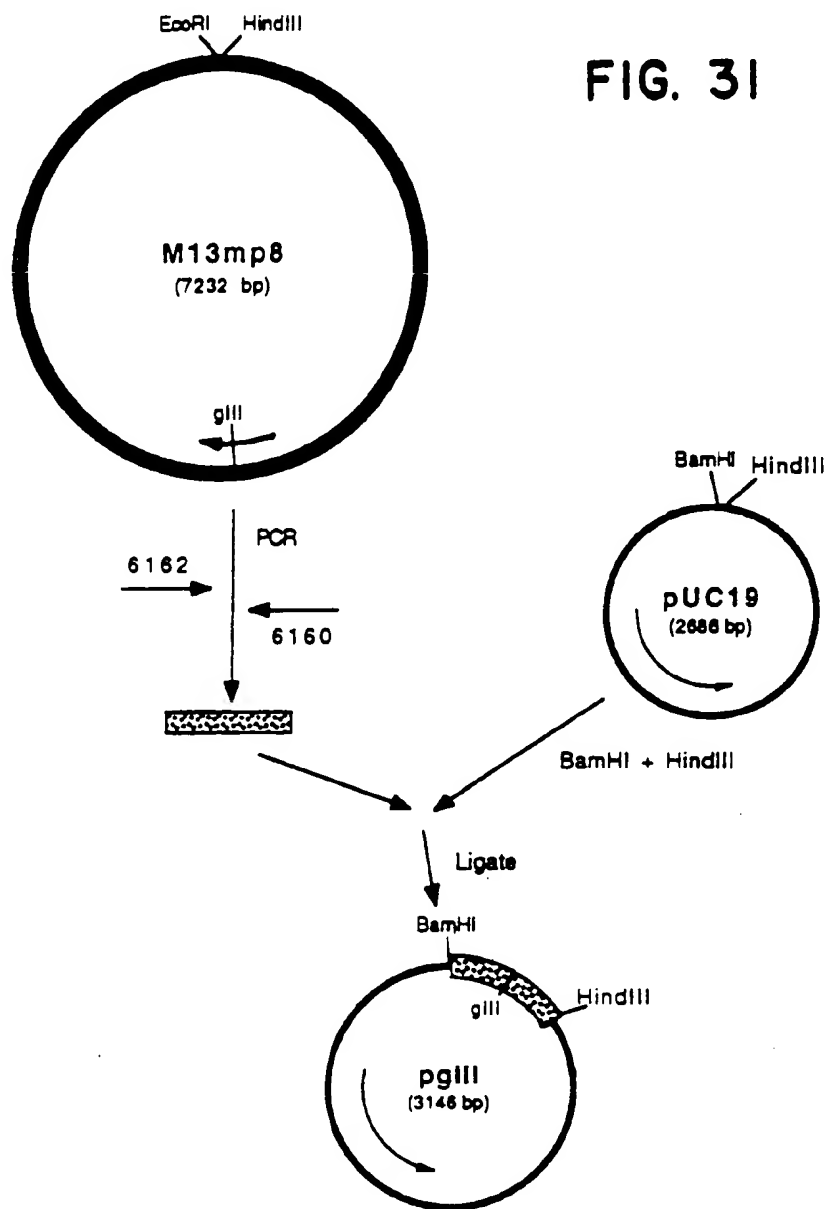 EcoRI HindIII
FIG. 31
M13mp8
(7232 bp)
gIII
PCR
6162
6160
BamHI HindIII
pUC19
(2686 bp)
BamHI + HindIII
Ligate
BamHI
gIII
HindIII
pgIII
(3146 bp)